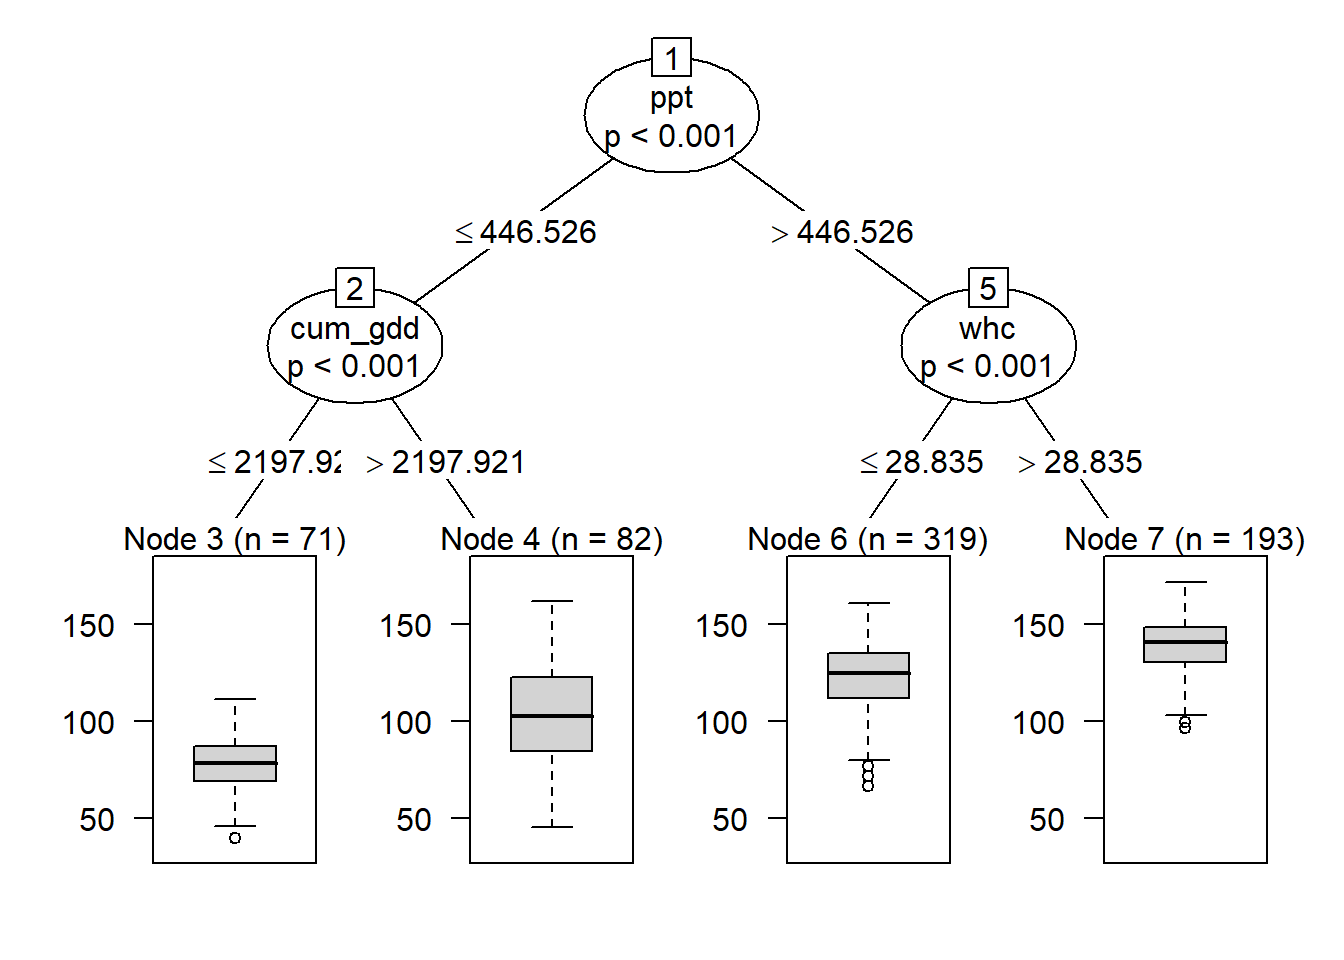 1
ppt
p < 0.001
≤ 446.526
> 446.526
2
cum_gdd
p < 0.001
5
whc
p < 0.001
≤ 2197.92
> 2197.921
≤ 28.835
> 28.835
Node 3 (n = 71)
150
100
50
Node 4 (n = 82)
150
100
50
Node 6 (n = 319)
150
100
50
Node 7 (n = 193)
150
100
50